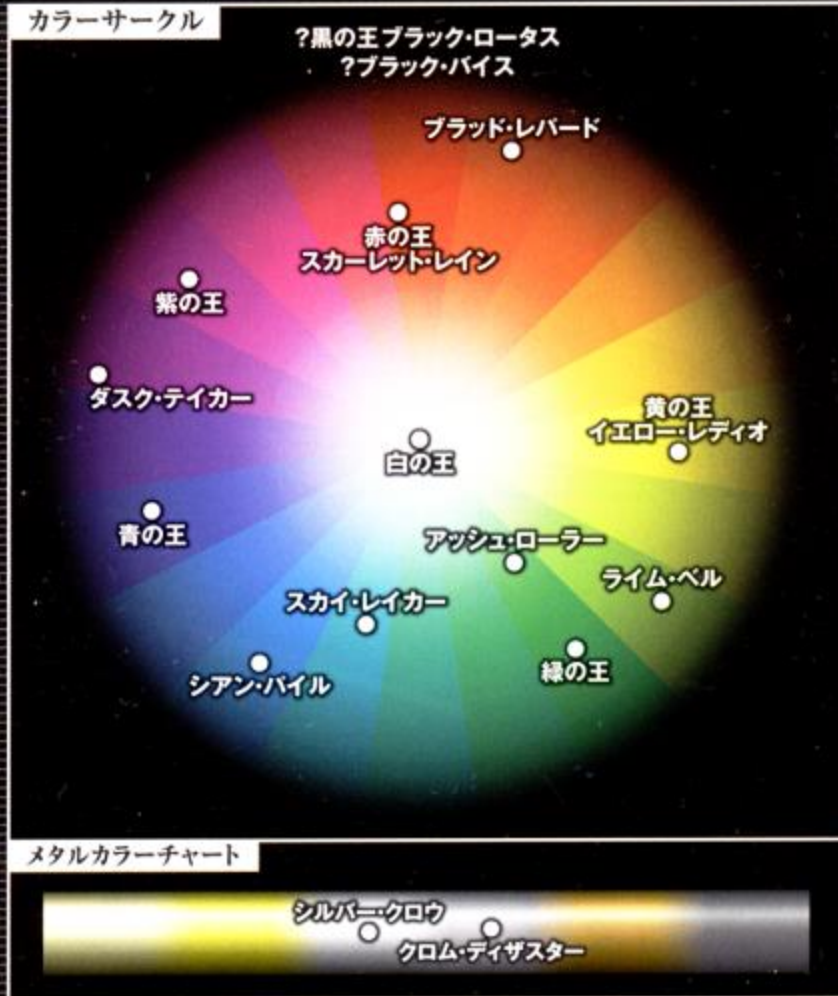 カラーサークル
?黒の王ブラック・ロータス
?ブラック・バイス
ブラッド・レパード
赤の王
スカーレット・レイン
紫の王
ダスク・テイカー
黄の王
イエロー・レディオ
白の王
青の王
アッシュ・ローラー
ライム・ベル
スカイ・レイカー
シアン・パイル
緑の王
メタルカラーチャート
シルバー・クロウ
クロム・ディザスター